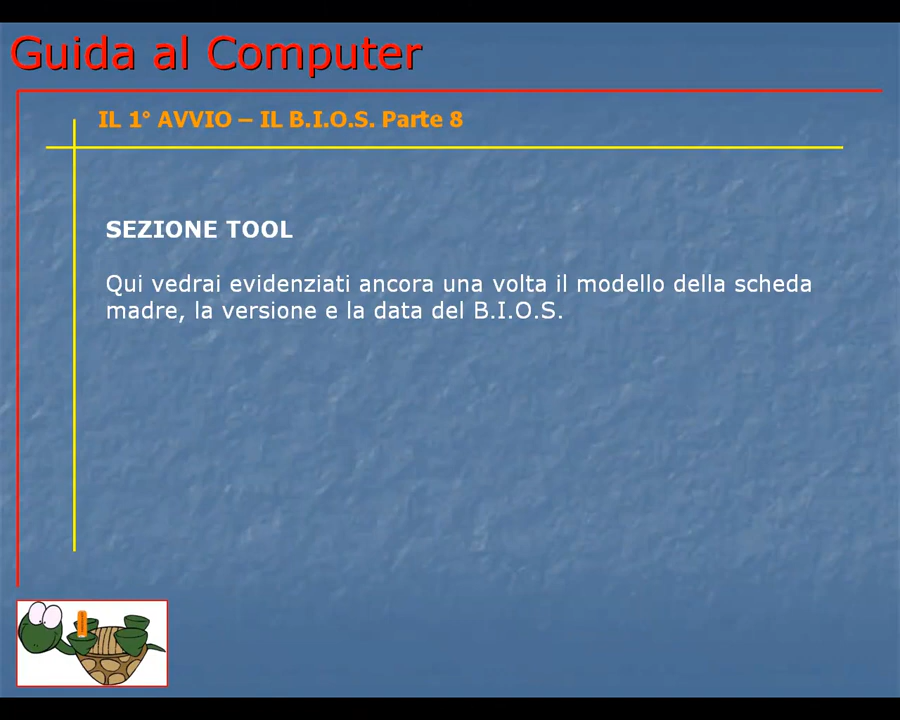 Guida al Computer
IL 1° AVVIO – IL B.I.O.S. Parte 8
SEZIONE TOOL
Qui vedrai evidenziati ancora una volta il modello della scheda
madre, la versione e la data del B.I.O.S.